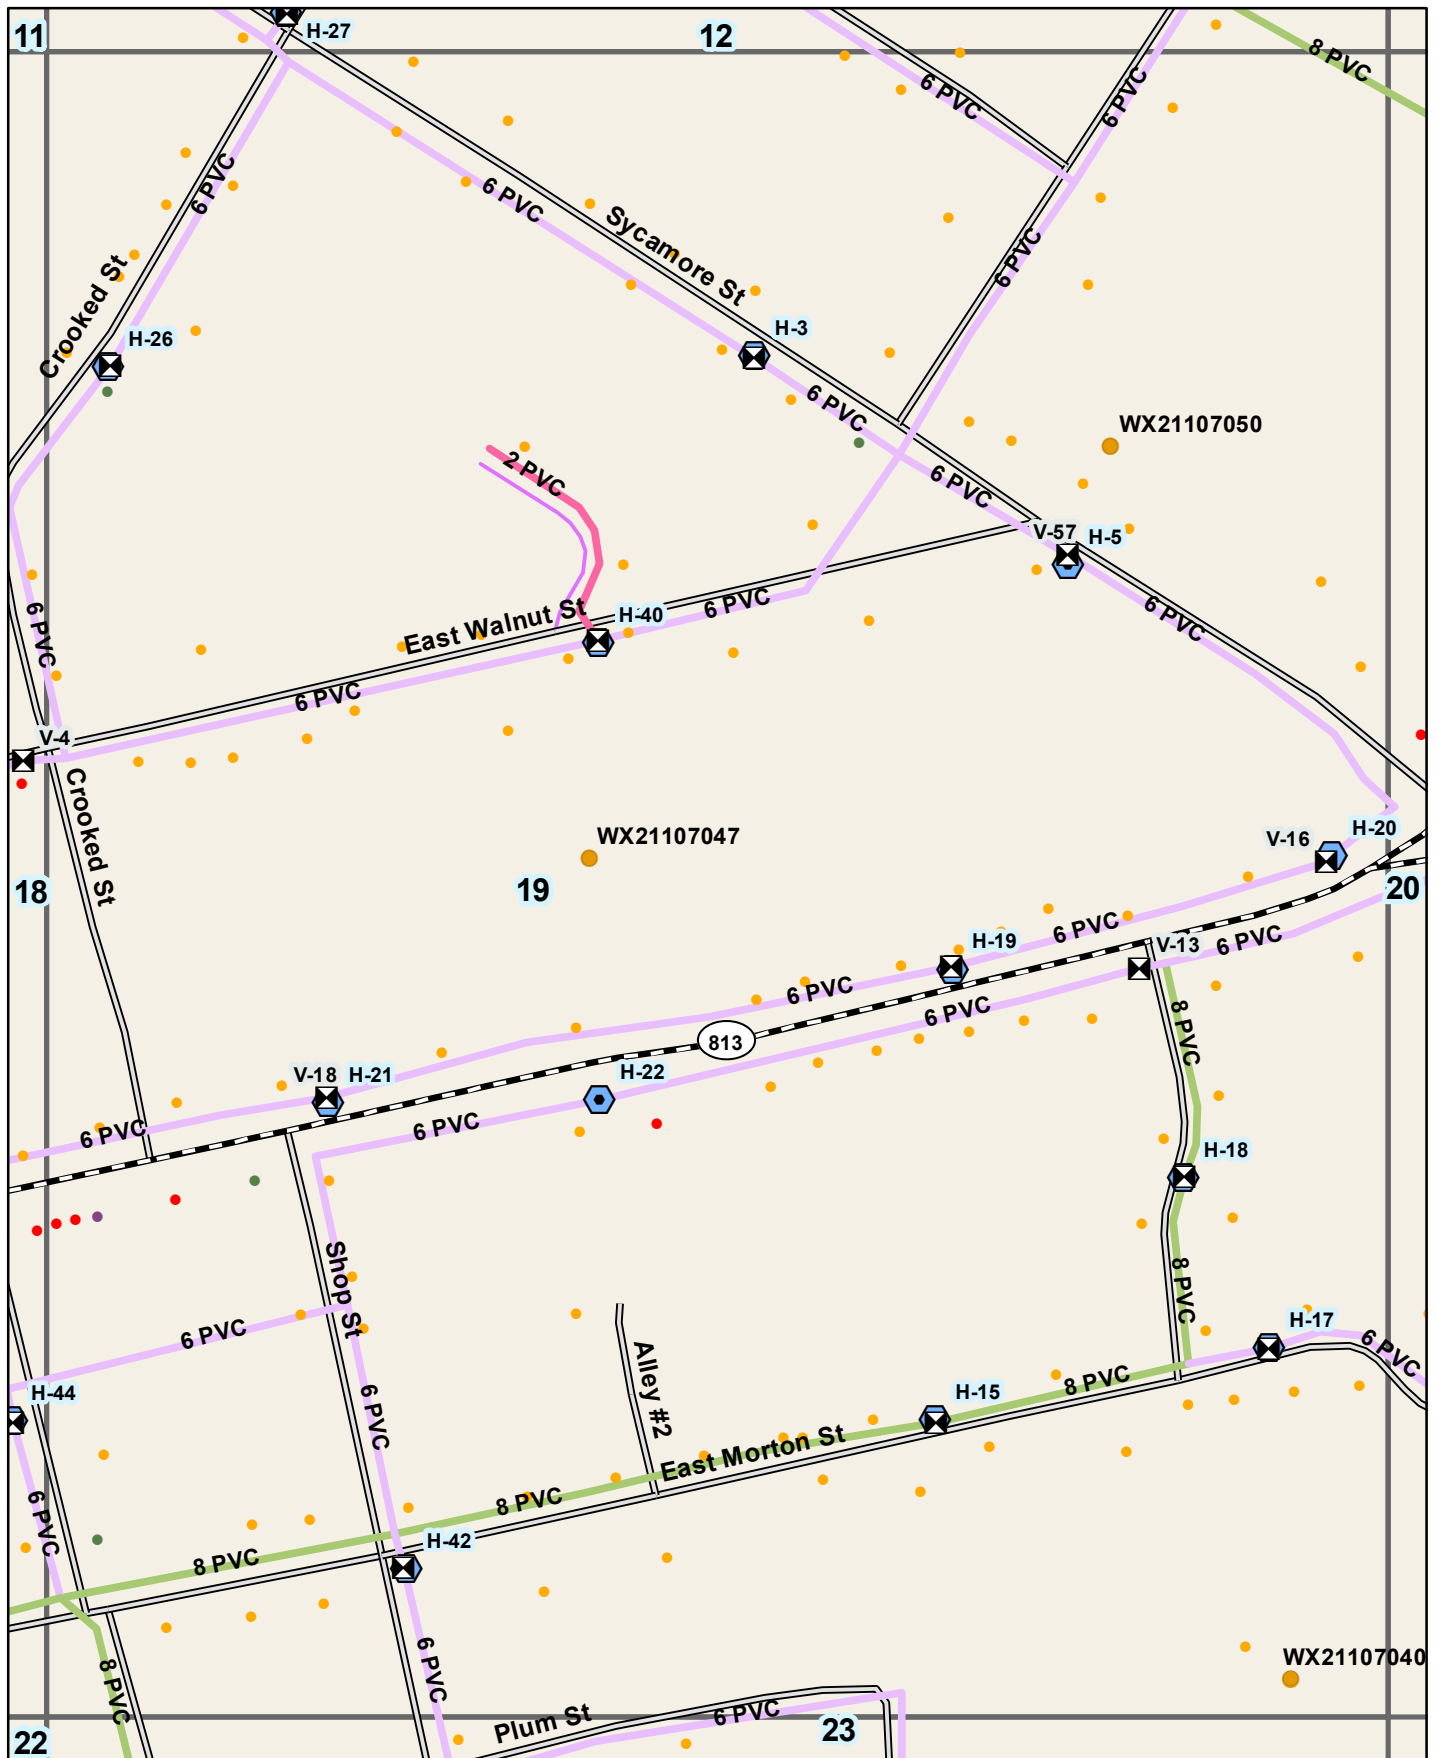 11
H-27
12
8 PVC
6 PVC
6 PVC
6 PVC
6 PVC
Sycamore St
6 PVC
Crooked St
H-26
H-3
6 PVC
WX21107050
2 PVC
6 PVC
V-57
H-5
6 PVC
6 PVC
East Walnut St
H-40
6 PVC
6 PVC
V-4
Crooked St
WX21107047
V-16
H-20
18
19
20
6 PVC
H-19
V-13
6 PVC
6 PVC
6 PVC
813
8 PVC
V-18
H-21
H-22
6 PVC
6 PVC
H-18
Shop St
8 PVC
6 PVC
H-17
6 PVC
Alley #2
H-44
8 PVC
H-15
6 PVC
East Morton St
8 PVC
6 PVC
H-42
8 PVC
6 PVC
WX21107040
8 PVC
Plum St
6 PVC
22
23